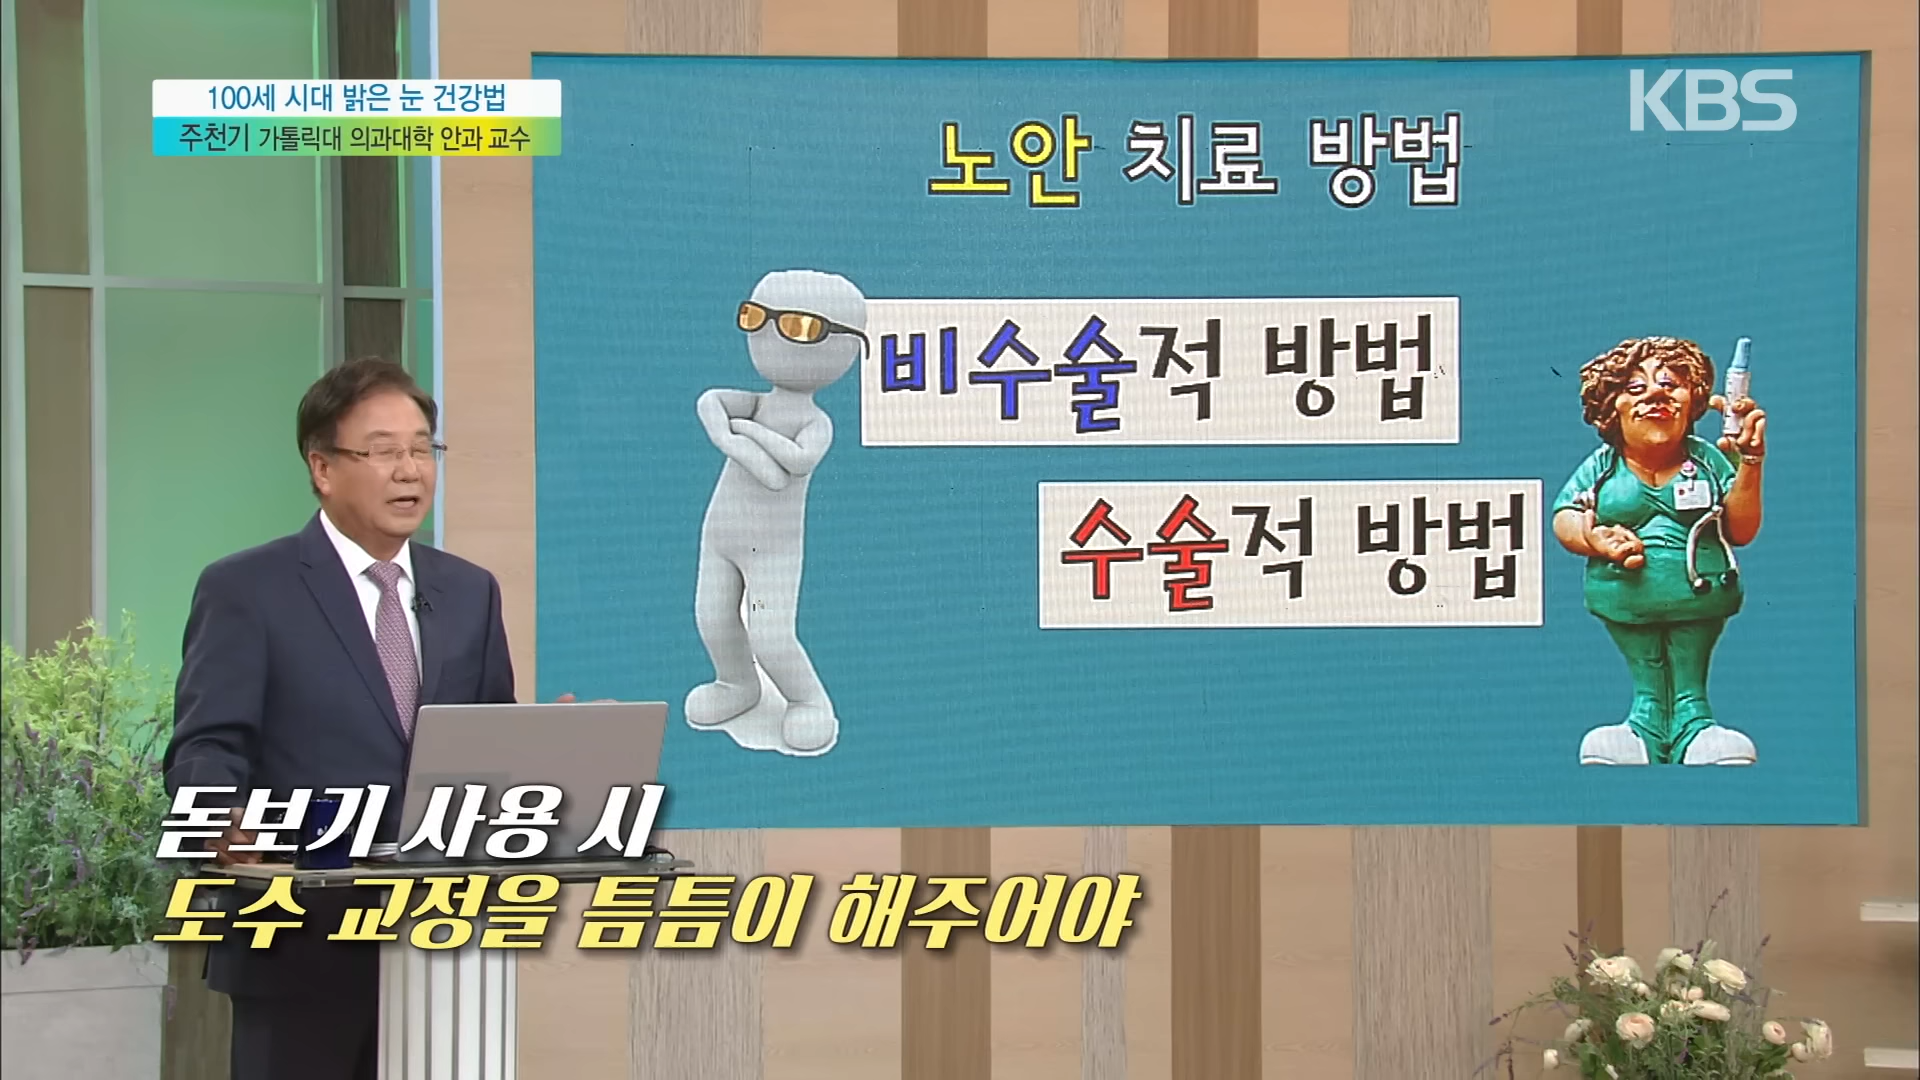 100세 시대 밝은 눈 건강법
주천기 가톨릭대 의과대학 안과 교수
KBS
노안 치료 방법
비수술적 방법
수술적 방법
돋보기 사용 시
도수 교정을 틈틈이 해주어야